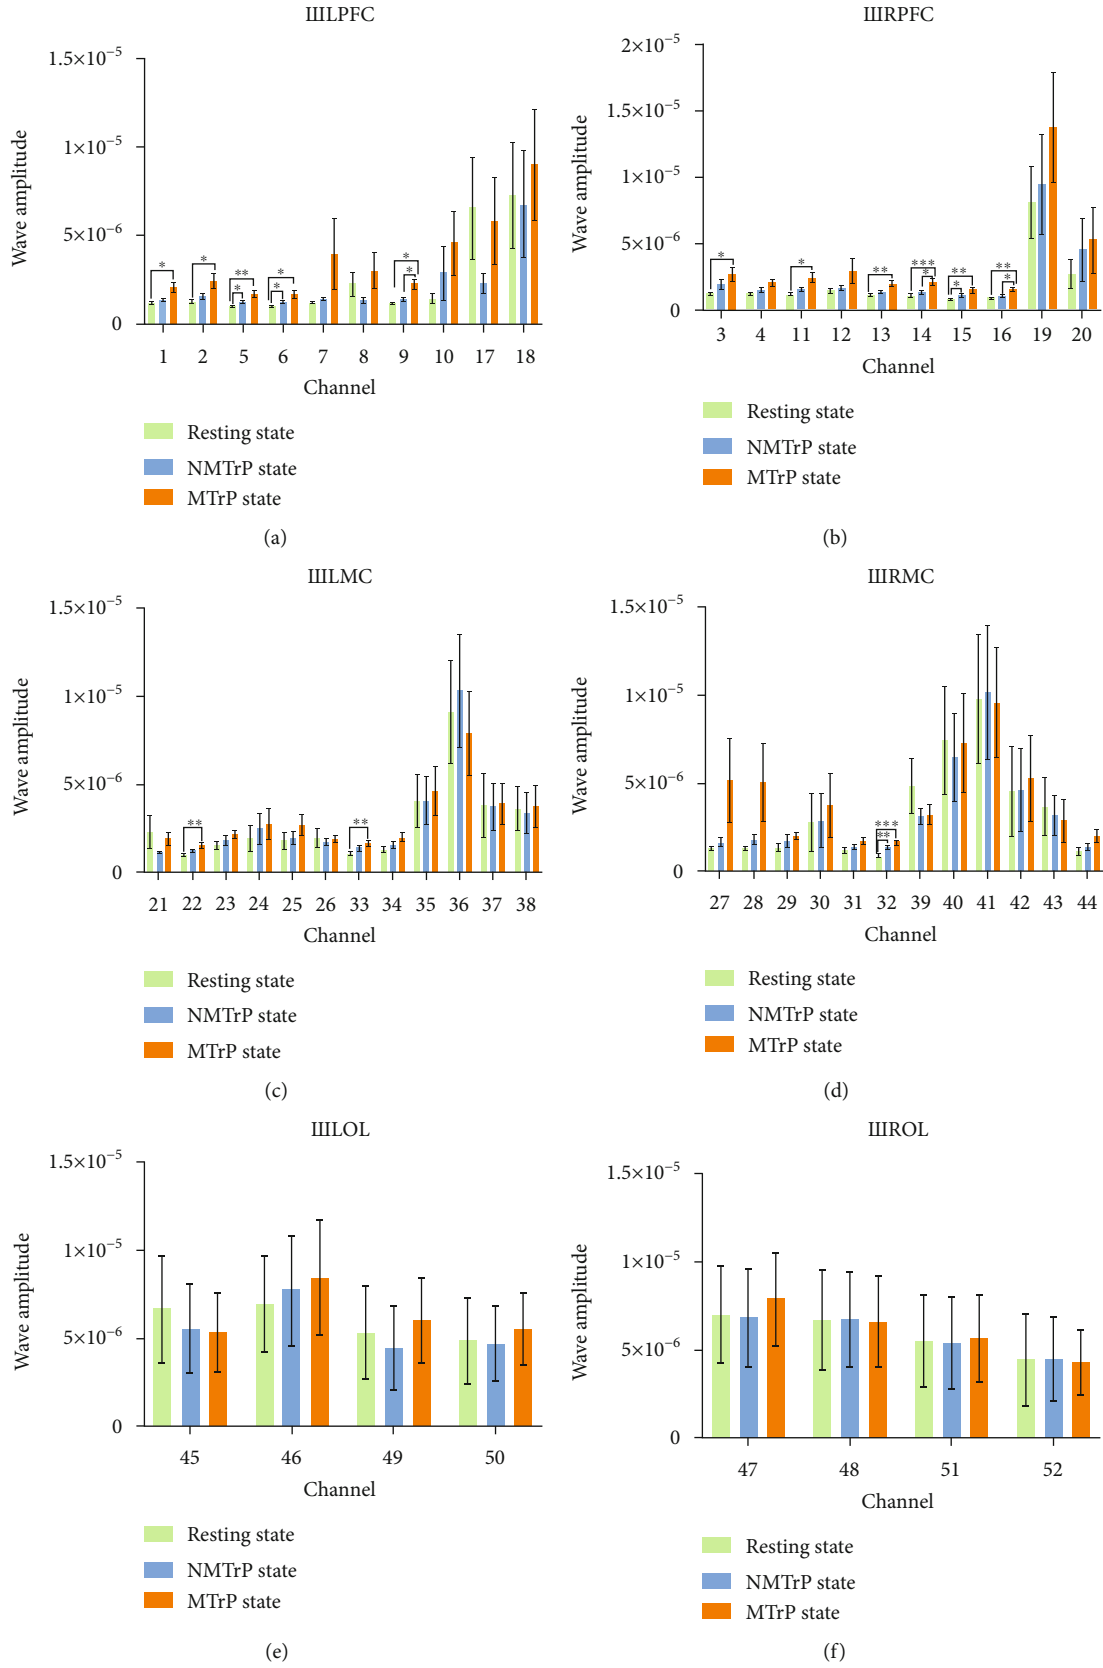 ⅢLPFC
1.5×10⁻⁵
1×10⁻⁵
5×10⁻⁶
0
Wave amplitude
* * ** * * * * *
1 2 5 6 7 8 9 10 17 18
Channel
Resting state
NMTrP state
MTrP state
(a)
ⅢRPFC
2×10⁻⁵
1.5×10⁻⁵
1×10⁻⁵
5×10⁻⁶
0
Wave amplitude
* * ** *** * ** * ** *
3 4 11 12 13 14 15 16 19 20
Channel
Resting state
NMTrP state
MTrP state
(b)
ⅢLMC
1.5×10⁻⁵
1×10⁻⁵
5×10⁻⁶
0
Wave amplitude
** **
21 22 23 24 25 26 33 34 35 36 37 38
Channel
Resting state
NMTrP state
MTrP state
(c)
ⅢRMC
1.5×10⁻⁵
1×10⁻⁵
5×10⁻⁶
0
Wave amplitude
*** **
27 28 29 30 31 32 39 40 41 42 43 44
Channel
Resting state
NMTrP state
MTrP state
(d)
ⅢLOL
1.5×10⁻⁵
1×10⁻⁵
5×10⁻⁶
0
Wave amplitude
45 46 49 50
Channel
Resting state
NMTrP state
MTrP state
(e)
ⅢROL
1.5×10⁻⁵
1×10⁻⁵
5×10⁻⁶
0
Wave amplitude
47 48 51 52
Channel
Resting state
NMTrP state
MTrP state
(f)